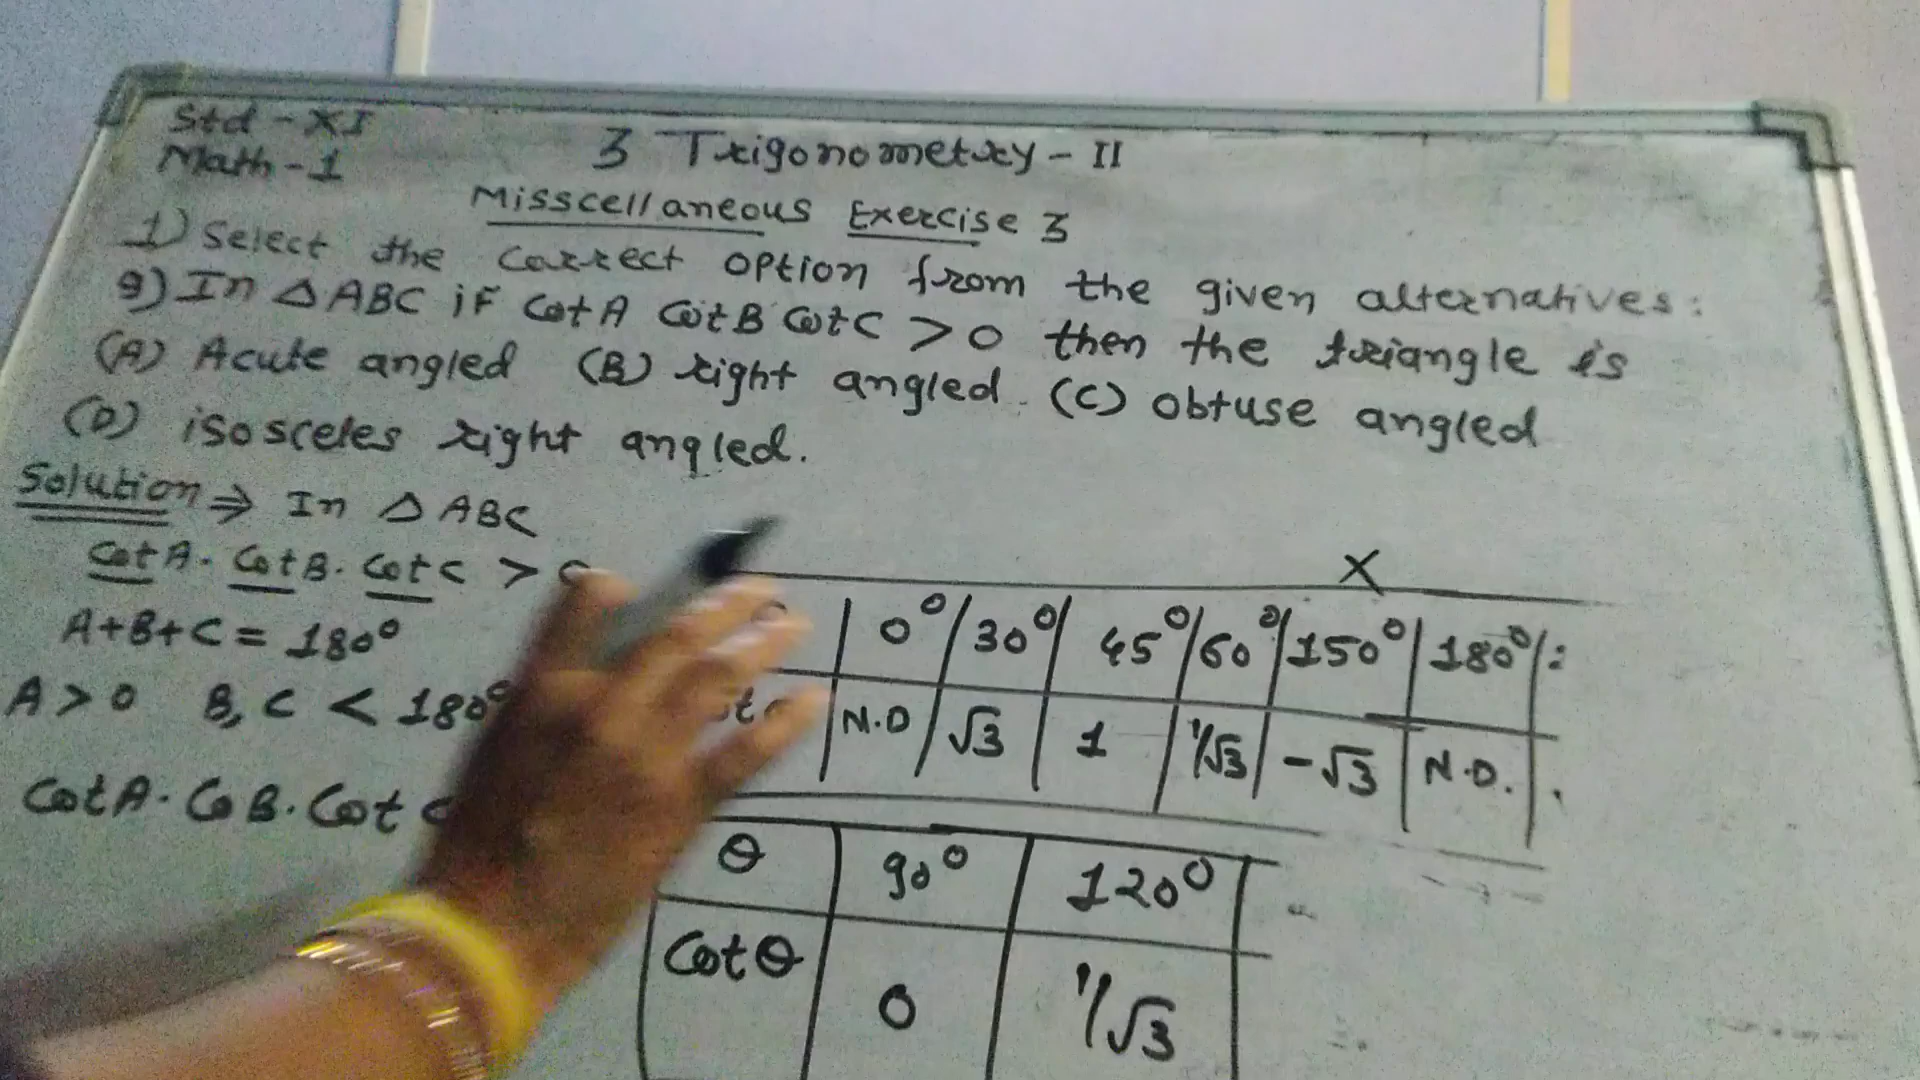 Std - XI
Math - 1
3 Trigonometry - II
Misscellaneous Exercise 3
1) Select the correct option from the given alternatives:
9) In △ABC if Cot A Cot B Cot C > 0 then the triangle is
(A) Acute angled (B) right angled. (C) obtuse angled
(D) isosceles right angled.
Solution ⇒ In △ ABC
Cot A. Cot B. Cot C >
A+B+C = 180°
A > 0 B, C < 180°
Cot A. Co B. Cot C
X
0° 30° 45° 60° 150° 180° :
N.D √3 1 1/√3 -√3 N.D. .
θ 90° 120°
Cot θ 0 1/√3